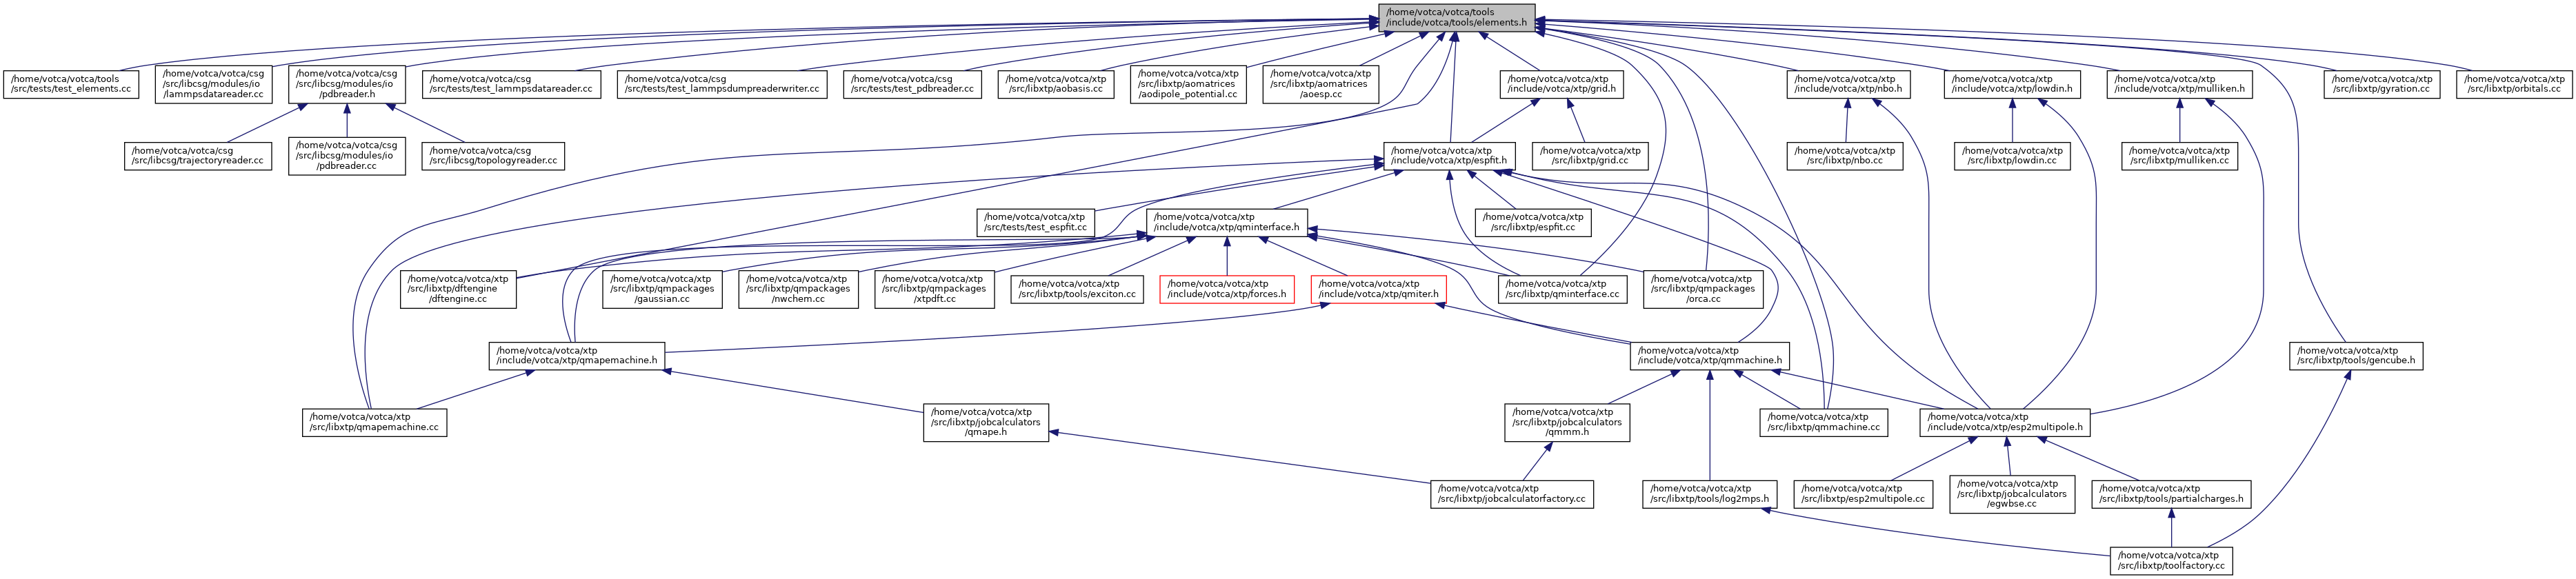 /home/votca/votca/tools
/include/votca/tools/elements.h
/home/votca/votca/tools
/src/tests/test_elements.cc
/home/votca/votca/csg
/src/libcsg/modules/io
/lammpsdatareader.cc
/home/votca/votca/csg
/src/libcsg/modules/io
/pdbreader.h
/home/votca/votca/csg
/src/tests/test_lammpsdatareader.cc
/home/votca/votca/csg
/src/tests/test_lammpsdumpreaderwriter.cc
/home/votca/votca/csg
/src/tests/test_pdbreader.cc
/home/votca/votca/xtp
/src/libxtp/aobasis.cc
/home/votca/votca/xtp
/src/libxtp/aomatrices
/aodipole_potential.cc
/home/votca/votca/xtp
/src/libxtp/aomatrices
/aoesp.cc
/home/votca/votca/xtp
/include/votca/xtp/grid.h
/home/votca/votca/xtp
/include/votca/xtp/nbo.h
/home/votca/votca/xtp
/include/votca/xtp/lowdin.h
/home/votca/votca/xtp
/include/votca/xtp/mulliken.h
/home/votca/votca/xtp
/src/libxtp/gyration.cc
/home/votca/votca/xtp
/src/libxtp/orbitals.cc
/home/votca/votca/csg
/src/libcsg/trajectoryreader.cc
/home/votca/votca/csg
/src/libcsg/modules/io
/pdbreader.cc
/home/votca/votca/csg
/src/libcsg/topologyreader.cc
/home/votca/votca/xtp
/include/votca/xtp/espfit.h
/home/votca/votca/xtp
/src/libxtp/grid.cc
/home/votca/votca/xtp
/src/libxtp/nbo.cc
/home/votca/votca/xtp
/src/libxtp/lowdin.cc
/home/votca/votca/xtp
/src/libxtp/mulliken.cc
/home/votca/votca/xtp
/src/tests/test_espfit.cc
/home/votca/votca/xtp
/include/votca/xtp/qminterface.h
/home/votca/votca/xtp
/src/libxtp/espfit.cc
/home/votca/votca/xtp
/src/libxtp/dftengine
/dftengine.cc
/home/votca/votca/xtp
/src/libxtp/qmpackages
/gaussian.cc
/home/votca/votca/xtp
/src/libxtp/qmpackages
/nwchem.cc
/home/votca/votca/xtp
/src/libxtp/qmpackages
/xtpdft.cc
/home/votca/votca/xtp
/src/libxtp/tools/exciton.cc
/home/votca/votca/xtp
/include/votca/xtp/forces.h
/home/votca/votca/xtp
/include/votca/xtp/qmiter.h
/home/votca/votca/xtp
/src/libxtp/qminterface.cc
/home/votca/votca/xtp
/src/libxtp/qmpackages
/orca.cc
/home/votca/votca/xtp
/include/votca/xtp/qmapemachine.h
/home/votca/votca/xtp
/include/votca/xtp/qmmachine.h
/home/votca/votca/xtp
/src/libxtp/tools/gencube.h
/home/votca/votca/xtp
/src/libxtp/qmapemachine.cc
/home/votca/votca/xtp
/src/libxtp/jobcalculators
/qmape.h
/home/votca/votca/xtp
/src/libxtp/jobcalculators
/qmmm.h
/home/votca/votca/xtp
/src/libxtp/qmmachine.cc
/home/votca/votca/xtp
/include/votca/xtp/esp2multipole.h
/home/votca/votca/xtp
/src/libxtp/jobcalculatorfactory.cc
/home/votca/votca/xtp
/src/libxtp/tools/log2mps.h
/home/votca/votca/xtp
/src/libxtp/esp2multipole.cc
/home/votca/votca/xtp
/src/libxtp/jobcalculators
/egwbse.cc
/home/votca/votca/xtp
/src/libxtp/tools/partialcharges.h
/home/votca/votca/xtp
/src/libxtp/toolfactory.cc